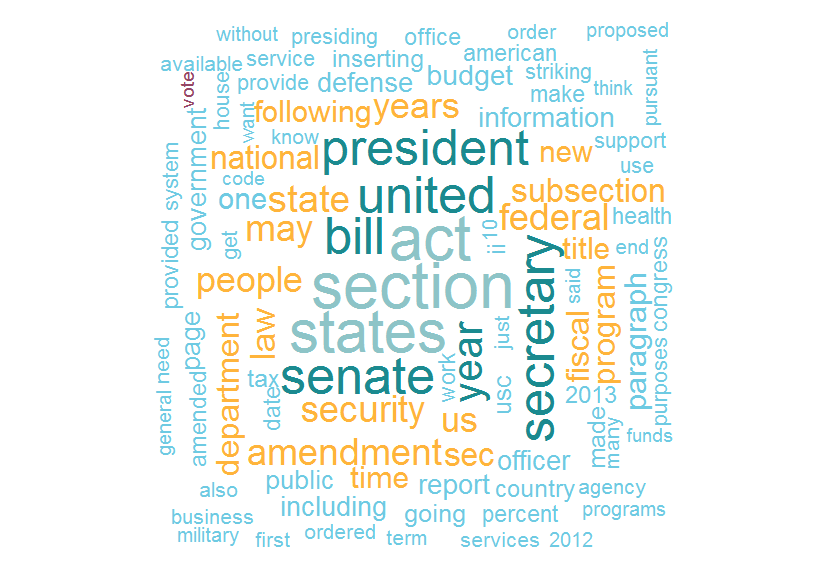 without presiding office order proposed
available service inserting american
vote house provide defense budget striking make think pursuant
following years want information
government know president new support
national use
system code united subsection
one state federal health
provided get may bill act ii 10 title end
people section secretary said congress
states year just fiscal program paragraph purposes
page law department
need tax senate work usc 2013
general amended date security us made many funds
amendment sec officer
also public time report country agency
including going percent programs
business
military first ordered term services 2012